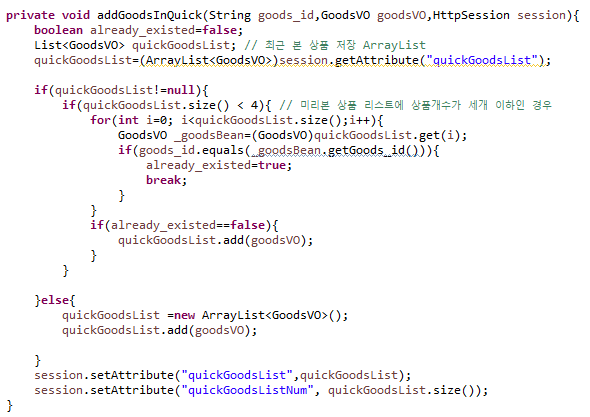 private void addGoodsInQuick(String goods_id,GoodsVO goodsVO,HttpSession session){
boolean already_existed=false;
List<GoodsVO> quickGoodsList; // 최근 본 상품 저장 ArrayList
quickGoodsList=(ArrayList<GoodsVO>)session.getAttribute("quickGoodsList");
if(quickGoodsList!=null){
if(quickGoodsList.size() < 4){ // 미리본 상품 리스트에 상품개수가 세개 이하인 경우
for(int i=0; i<quickGoodsList.size();i++){
GoodsVO _goodsBean=(GoodsVO)quickGoodsList.get(i);
if(goods_id.equals(_goodsBean.getGoods_id())){
already_existed=true;
break;
}
}
if(already_existed==false){
quickGoodsList.add(goodsVO);
}
}
}else{
quickGoodsList =new ArrayList<GoodsVO>();
quickGoodsList.add(goodsVO);
}
session.setAttribute("quickGoodsList",quickGoodsList);
session.setAttribute("quickGoodsListNum", quickGoodsList.size());
}